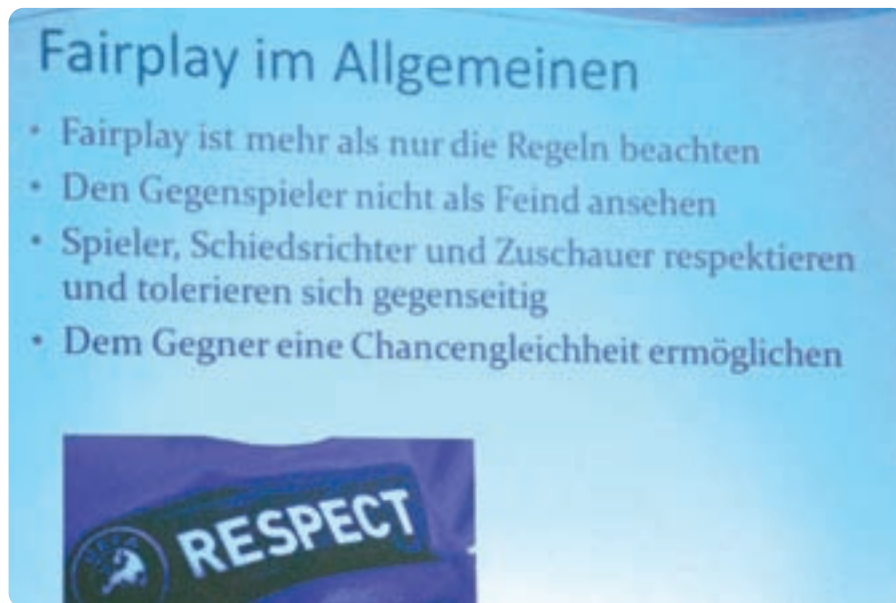 Fairplay im Allgemeinen
• Fairplay ist mehr als nur die Regeln beachten
• Den Gegenspieler nicht als Feind ansehen
• Spieler, Schiedsrichter und Zuschauer respektieren
und tolerieren sich gegenseitig
• Dem Gegner eine Chancengleichheit ermöglichen
RESPECT